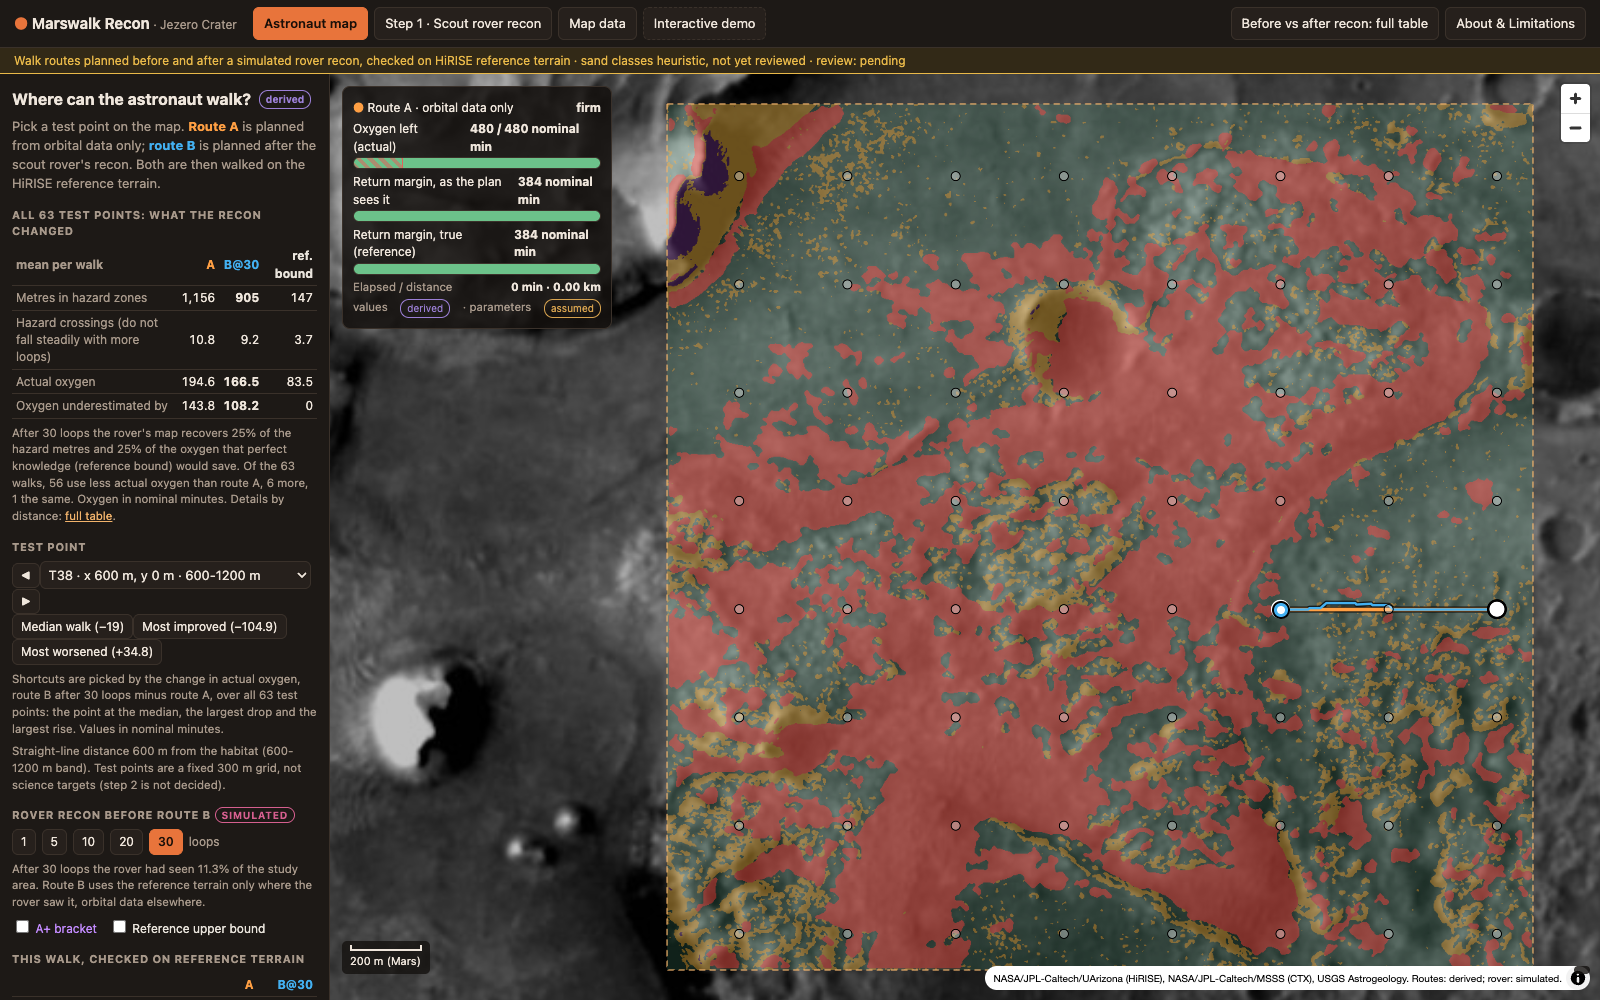 Marswalk Recon · Jezero Crater
Astronaut map
Step 1 · Scout rover recon
Map data
Interactive demo
Before vs after recon: full table
About & Limitations
Walk routes planned before and after a simulated rover recon, checked on HiRISE reference terrain · sand classes heuristic, not yet reviewed · review: pending
Where can the astronaut walk? derived
Pick a test point on the map. Route A is planned
from orbital data only; route B is planned after the
scout rover's recon. Both are then walked on the
HiRISE reference terrain.
ALL 63 TEST POINTS: WHAT THE RECON
CHANGED
mean per walk A B@30 ref.
bound
Metres in hazard zones 1,156 905 147
Hazard crossings (do not
fall steadily with more 10.8 9.2 3.7
loops)
Actual oxygen 194.6 166.5 83.5
Oxygen underestimated by 143.8 108.2 0
After 30 loops the rover's map recovers 25% of the
hazard metres and 25% of the oxygen that perfect
knowledge (reference bound) would save. Of the 63
walks, 56 use less actual oxygen than route A, 6 more,
1 the same. Oxygen in nominal minutes. Details by
distance: full table.
TEST POINT
◀ T38 · x 600 m, y 0 m · 600-1200 m
▶
Median walk (−19) Most improved (−104.9)
Most worsened (+34.8)
Shortcuts are picked by the change in actual oxygen,
route B after 30 loops minus route A, over all 63 test
points: the point at the median, the largest drop and the
largest rise. Values in nominal minutes.
Straight-line distance 600 m from the habitat (600-
1200 m band). Test points are a fixed 300 m grid, not
science targets (step 2 is not decided).
ROVER RECON BEFORE ROUTE B SIMULATED
1 5 10 20 30 loops
After 30 loops the rover had seen 11.3% of the study
area. Route B uses the reference terrain only where the
rover saw it, orbital data elsewhere.
A+ bracket Reference upper bound
THIS WALK, CHECKED ON REFERENCE TERRAIN
A B@30
Route A · orbital data only firm
Oxygen left 480 / 480 nominal
(actual) min
Return margin, as the plan 384 nominal
sees it min
Return margin, true 384 nominal
(reference) min
Elapsed / distance 0 min · 0.00 km
values derived · parameters assumed
+
−
200 m (Mars)
NASA/JPL-Caltech/UArizona (HiRISE), NASA/JPL-Caltech/MSSS (CTX), USGS Astrogeology. Routes: derived; rover: simulated.